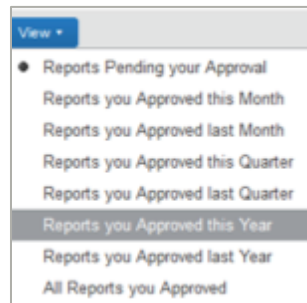 View
Reports Pending your Approval
Reports you Approved this Month
Reports you Approved last Month
Reports you Approved this Quarter
Reports you Approved last Quarter
Reports you Approved this Year
Reports you Approved last Year
All Reports you Approved